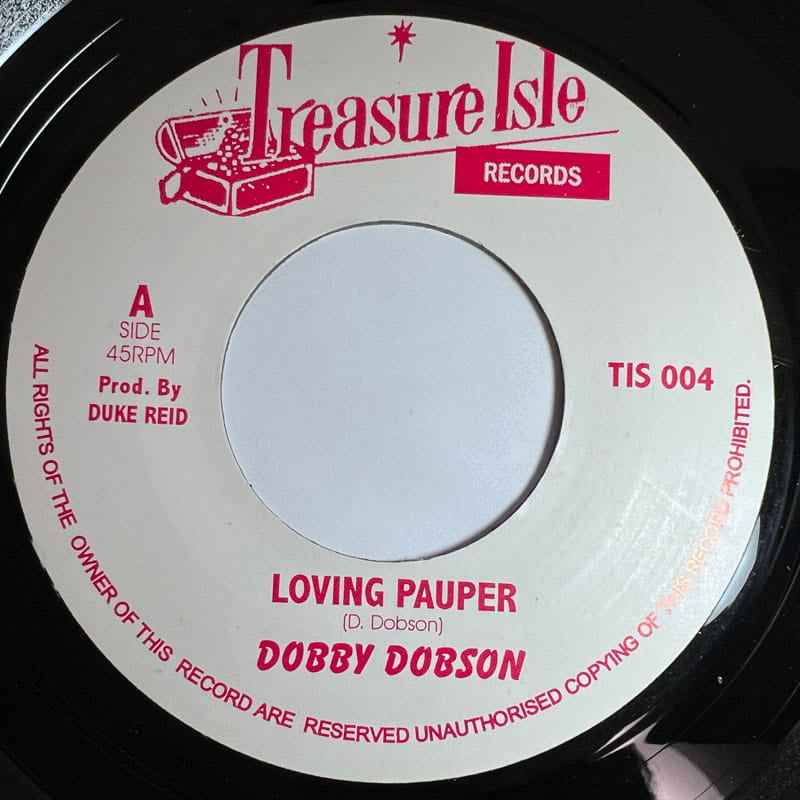 Treasure Isle
RECORDS
A
SIDE
45RPM
Prod. By
DUKE REID
TIS 004
LOVING PAUPER
(D. Dobson)
DOBBY DOBSON
ALL RIGHTS OF THE OWNER OF THIS RECORD ARE RESERVED UNAUTHORISED COPYING OF THIS RECORD PROHIBITED.